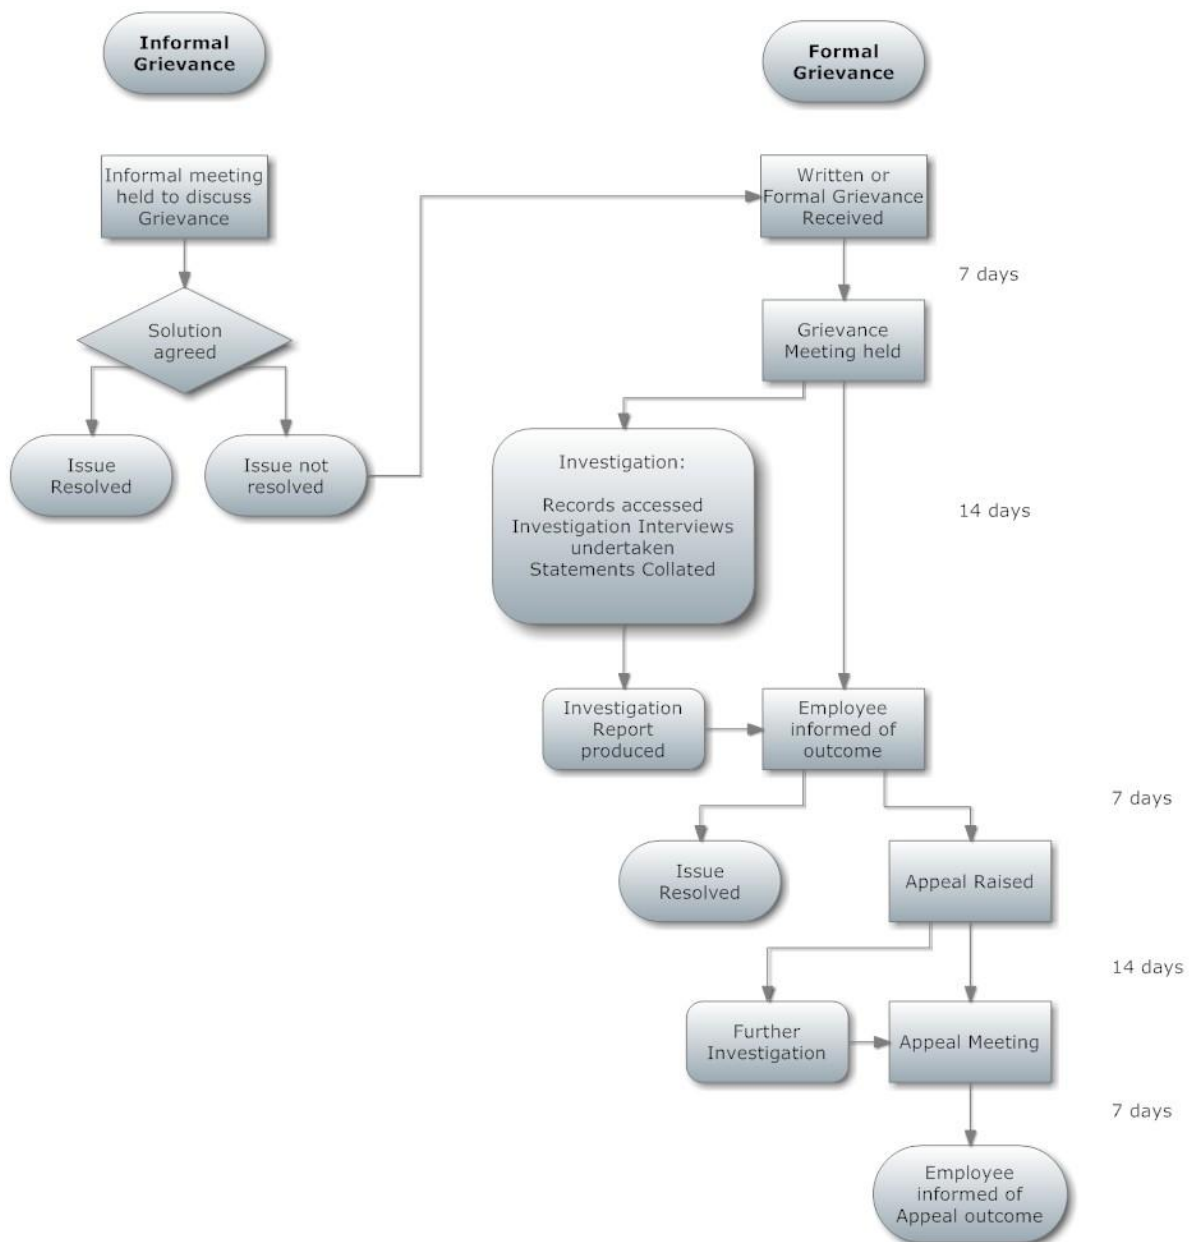 Informal
Grievance
Formal
Grievance
Informal meeting
held to discuss
Grievance
Written or
Formal Grievance
Received
7 days
Solution
agreed
Grievance
Meeting held
Issue
Resolved
Issue not
resolved
Investigation:
Records accessed
Investigation Interviews
undertaken
Statements Collated
14 days
Investigation
Report
produced
Employee
informed of
outcome
7 days
Issue
Resolved
Appeal Raised
14 days
Further
Investigation
Appeal Meeting
7 days
Employee
informed of
Appeal outcome